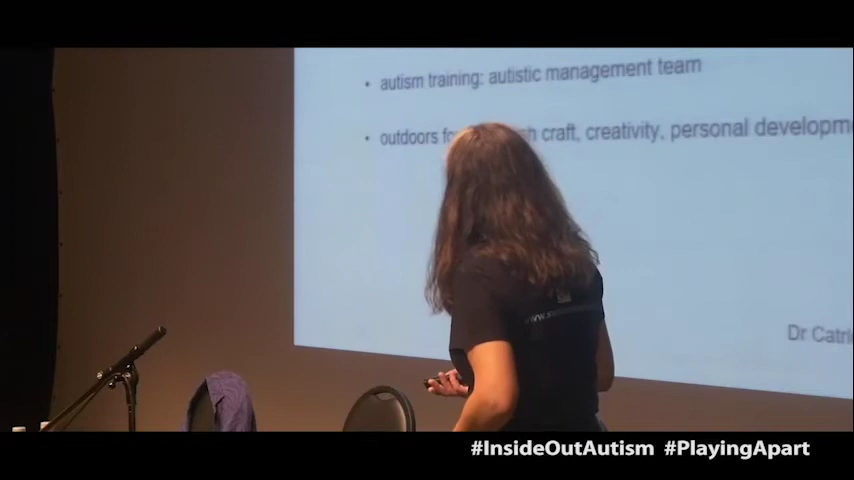 • autism training: autistic management team
• outdoors craft, creativity, personal
Dr
#InsideOutAutism #PlayingApart